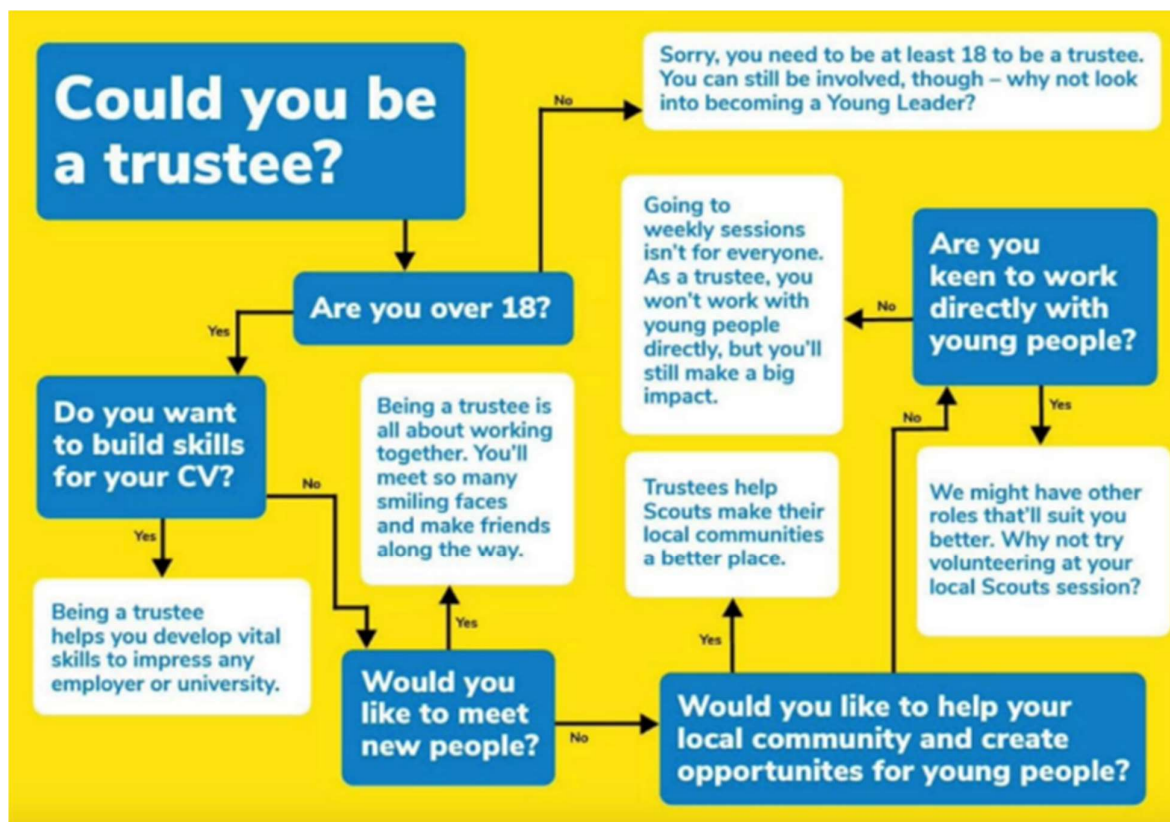 Could you be
a trustee?
Sorry, you need to be at least 18 to be a trustee.
You can still be involved, though – why not look
into becoming a Young Leader?
No
Are you over 18?
Yes
Do you want
to build skills
for your CV?
Yes
Being a trustee
helps you develop vital
skills to impress any
employer or university.
No
Would you
like to meet
new people?
Yes
Being a trustee is
all about working
together. You'll
meet so many
smiling faces
and make friends
along the way.
No
Would you like to help your
local community and create
opportunites for young people?
Yes
Trustees help
Scouts make their
local communities
a better place.
No
Are you
keen to work
directly with
young people?
No
Going to
weekly sessions
isn't for everyone.
As a trustee, you
won't work with
young people
directly, but you'll
still make a big
impact.
Yes
We might have other
roles that'll suit you
better. Why not try
volunteering at your
local Scouts session?